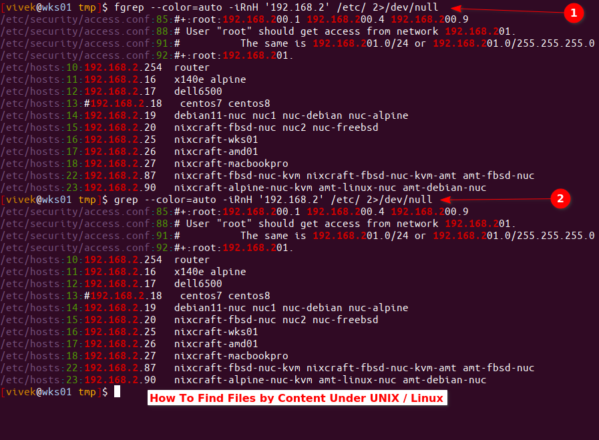 [vivek@wks01 tmp]$ fgrep --color=auto -iRnH '192.168.2' /etc/ 2>/dev/null
1
/etc/security/access.conf:85:#+:root:192.168.200.1 192.168.200.4 192.168.200.9
/etc/security/access.conf:88:# User "root" should get access from network 192.168.201.
/etc/security/access.conf:91:#          The same is 192.168.201.0/24 or 192.168.201.0/255.255.255.0
/etc/security/access.conf:92:#+:root:192.168.201.
/etc/hosts:10:192.168.2.254  router
/etc/hosts:11:192.168.2.16   x140e alpine
/etc/hosts:12:192.168.2.17   dell6500
/etc/hosts:13:#192.168.2.18   centos7 centos8
/etc/hosts:14:192.168.2.19   debian11-nuc nuc1 nuc-debian nuc-alpine
/etc/hosts:15:192.168.2.20   nixcraft-fbsd-nuc nuc2 nuc-freebsd
/etc/hosts:16:192.168.2.25   nixcraft-wks01
/etc/hosts:17:192.168.2.26   nixcraft-amd01
/etc/hosts:18:192.168.2.27   nixcraft-macbookpro
/etc/hosts:22:192.168.2.87   nixcraft-fbsd-nuc-kvm nixcraft-fbsd-nuc-kvm-amt amt-fbsd-nuc
/etc/hosts:23:192.168.2.90   nixcraft-alpine-nuc-kvm amt-linux-nuc amt-debian-nuc
[vivek@wks01 tmp]$ grep --color=auto -iRnH '192.168.2' /etc/ 2>/dev/null
2
/etc/security/access.conf:85:#+:root:192.168.200.1 192.168.200.4 192.168.200.9
/etc/security/access.conf:88:# User "root" should get access from network 192.168.201.
/etc/security/access.conf:91:#          The same is 192.168.201.0/24 or 192.168.201.0/255.255.255.0
/etc/security/access.conf:92:#+:root:192.168.201.
/etc/hosts:10:192.168.2.254  router
/etc/hosts:11:192.168.2.16   x140e alpine
/etc/hosts:12:192.168.2.17   dell6500
/etc/hosts:13:#192.168.2.18   centos7 centos8
/etc/hosts:14:192.168.2.19   debian11-nuc nuc1 nuc-debian nuc-alpine
/etc/hosts:15:192.168.2.20   nixcraft-fbsd-nuc nuc2 nuc-freebsd
/etc/hosts:16:192.168.2.25   nixcraft-wks01
/etc/hosts:17:192.168.2.26   nixcraft-amd01
/etc/hosts:18:192.168.2.27   nixcraft-macbookpro
/etc/hosts:22:192.168.2.87   nixcraft-fbsd-nuc-kvm nixcraft-fbsd-nuc-kvm-amt amt-fbsd-nuc
/etc/hosts:23:192.168.2.90   nixcraft-alpine-nuc-kvm amt-linux-nuc amt-debian-nuc
[vivek@wks01 tmp]$
How To Find Files by Content Under UNIX / Linux